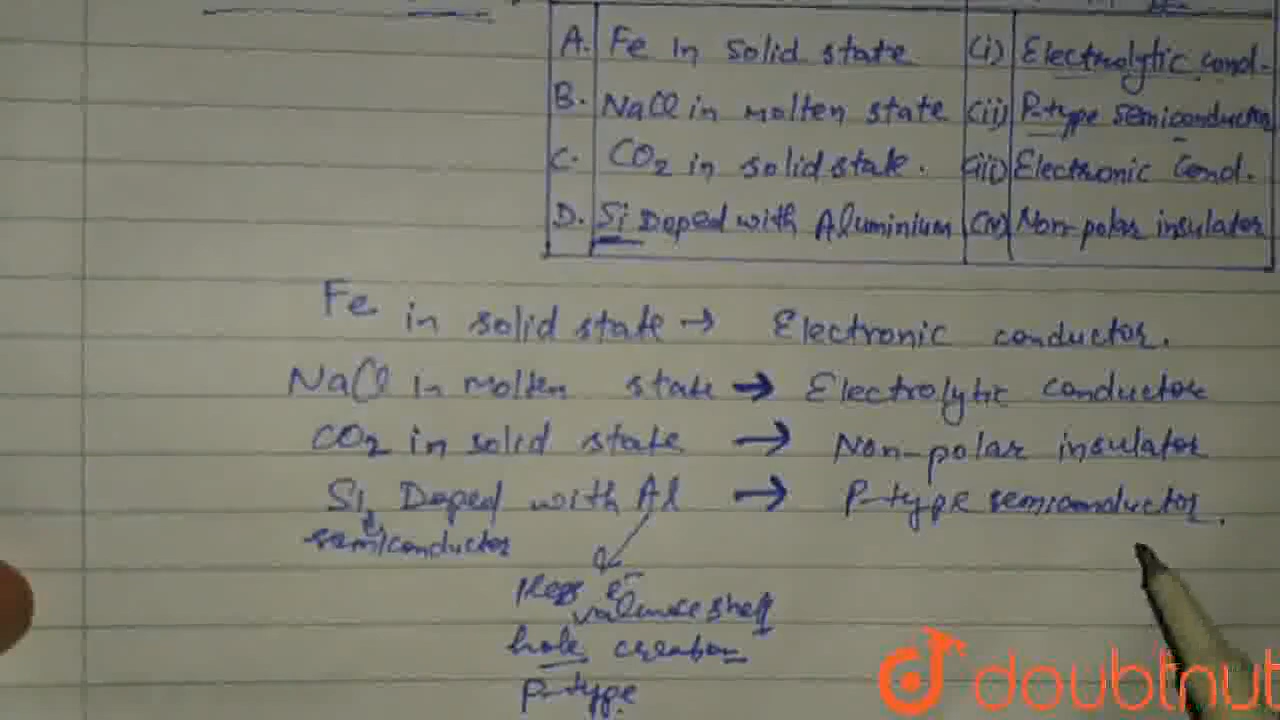 A. Fe in solid state (i) Electrolytic cond.
B. NaCl in molten state (ii) P-type semiconductor
C. CO2 in solid state. (iii) Electronic Cond.
D. Si Doped with Aluminium (iv) Non-polar insulator
Fe in solid state → Electronic conductor.
NaCl in molten state → Electrolytic conductor
CO2 in solid state → Non-polar insulator
Si Doped with Al → P-type semiconductor.
semiconductor
1 less e-
valence shell
hole creation
P-type
doubtnut